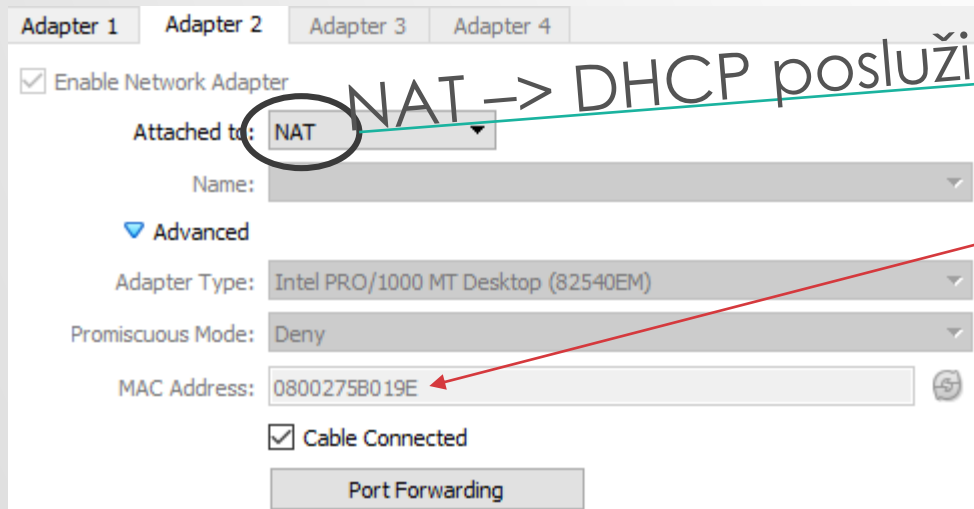 Adapter 1 Adapter 2 Adapter 3 Adapter 4
Enable Network Adapter
NAT –> DHCP posluži
Attached to: NAT
Name:
Advanced
Adapter Type: Intel PRO/1000 MT Desktop (82540EM)
Promiscuous Mode: Deny
MAC Address: 0800275B019E
Cable Connected
Port Forwarding